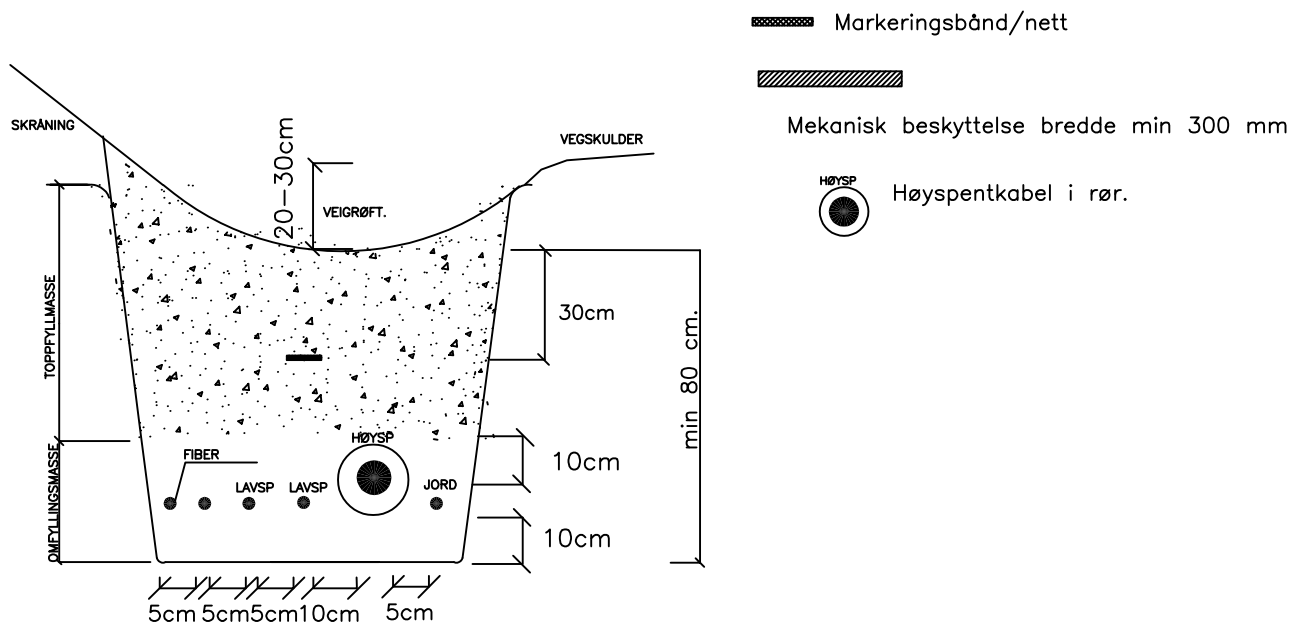 Markeringsbånd/nett
Mekanisk beskyttelse bredde min 300 mm
HØYSP
Høyspentkabel i rør.
SKRÅNING
20-30cm
VEGSKULDER
VEIGRØFT.
TOPPFYLLMASSE
30cm
min 80 cm.
OMFYLLINGSMASSE
FIBER
LAVSP
LAVSP
HØYSP
JORD
10cm
10cm
5cm
5cm
5cm
10cm
5cm